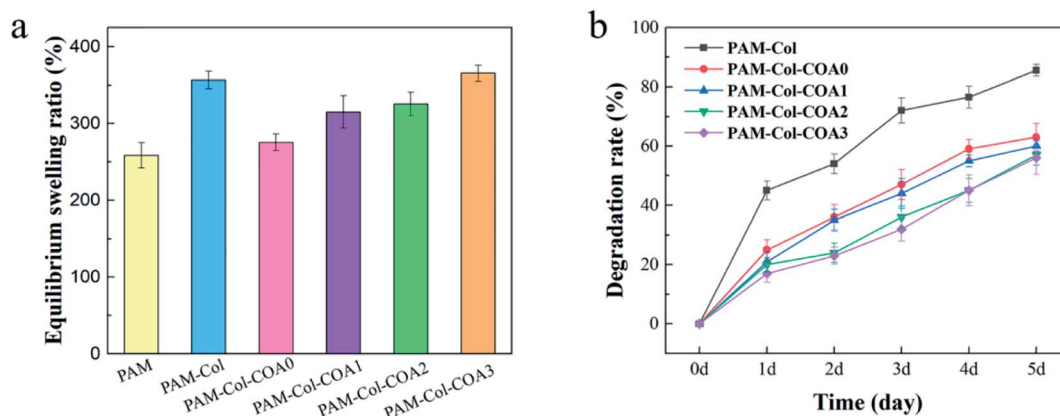 a
Equilibrium swelling ratio (%)
400
300
200
100
0
PAM
PAM-Col
PAM-Col-COA0
PAM-Col-COA1
PAM-Col-COA2
PAM-Col-COA3
b
Degradation rate (%)
100
80
60
40
20
0
PAM-Col
PAM-Col-COA0
PAM-Col-COA1
PAM-Col-COA2
PAM-Col-COA3
0d 1d 2d 3d 4d 5d
Time (day)